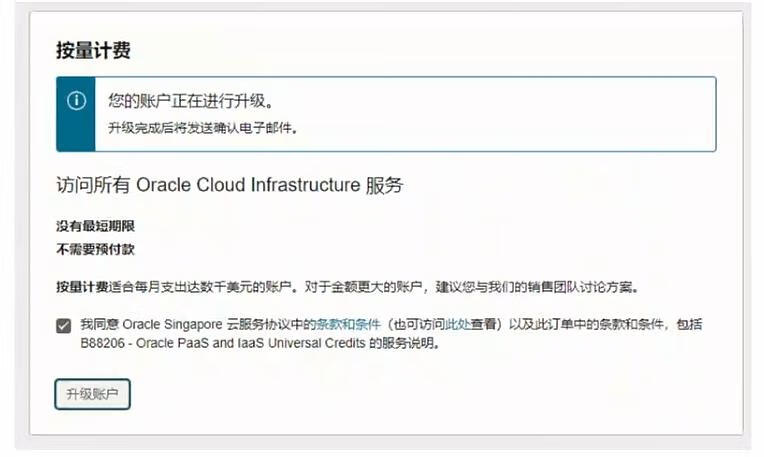 按量计费
您的账户正在进行升级。
升级完成后将发送确认电子邮件。
访问所有 Oracle Cloud Infrastructure 服务
没有最短期限
不需要预付款
按量计费适合每月支出达数千美元的账户。对于金额更大的账户，建议您与我们的销售团队讨论方案。
我同意 Oracle Singapore 云服务协议中的条款和条件（也可访问此处查看）以及此订单中的条款和条件，包括
B88206 - Oracle PaaS and IaaS Universal Credits 的服务说明。
升级账户